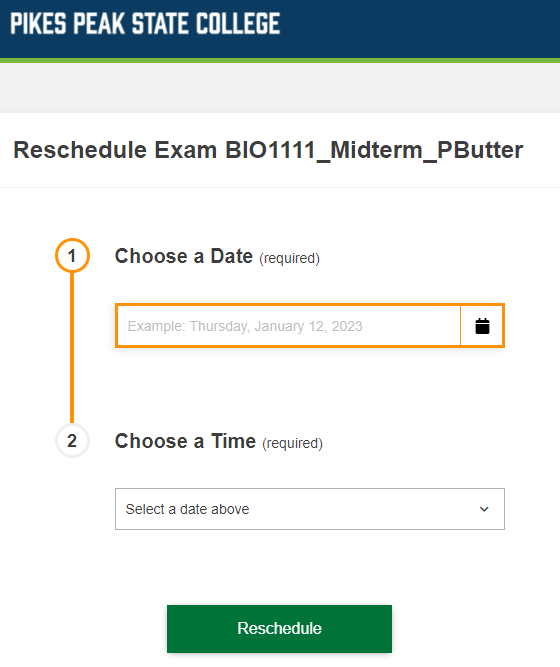 PIKES PEAK STATE COLLEGE
Reschedule Exam BIO1111_Midterm_PButter
1
Choose a Date (required)
Example: Thursday, January 12, 2023
2
Choose a Time (required)
Select a date above
Reschedule